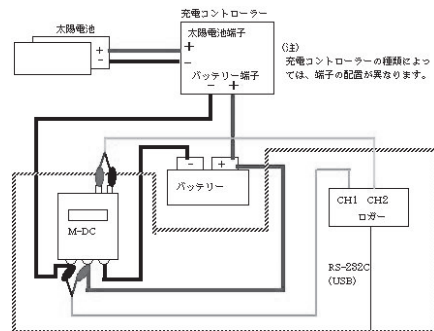 充電コントローラー
太陽電池
太陽電池端子
+
-
+
-
バッテリー端子
- +
(注)
充電コントローラーの種類によっ
ては、端子の配置が異なります。
- +
バッテリー
M-DC
CH1 CH2
ロガー
RS-232C
(USB)